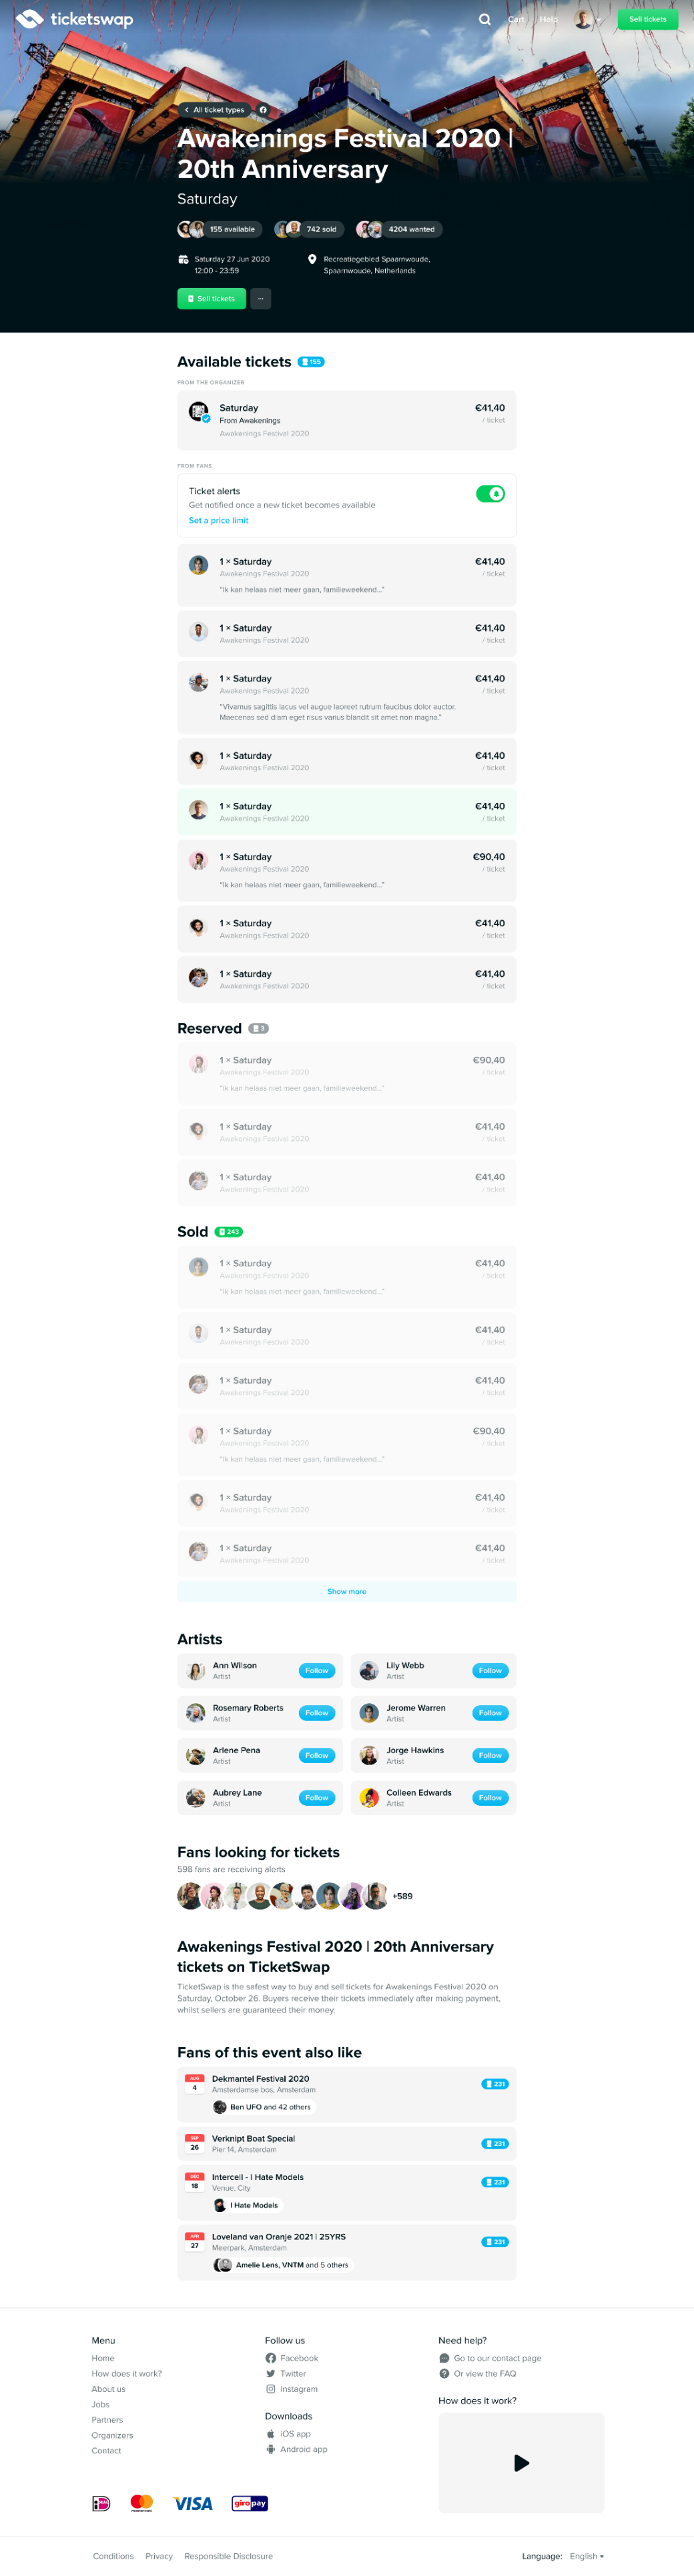 ticketswap
Cart
Help
Sell tickets
All ticket types
Awakenings Festival 2020 |
20th Anniversary
Saturday
155 available
742 sold
4204 wanted
Saturday 27 Jun 2020
12:00 - 23:59
Recreatiegebied Spaarnwoude,
Spaarnwoude, Netherlands
Sell tickets
Available tickets 155
FROM THE ORGANIZER
Saturday €41,40
From Awakenings / ticket
Awakenings Festival 2020
FROM FANS
Ticket alerts
Get notified once a new ticket becomes available
Set a price limit
1 × Saturday €41,40
Awakenings Festival 2020 / ticket
"Ik kan helaas niet meer gaan, familieweekend..."
1 × Saturday €41,40
Awakenings Festival 2020 / ticket
1 × Saturday €41,40
Awakenings Festival 2020 / ticket
"Vivamus sagittis lacus vel augue laoreet rutrum faucibus dolor auctor.
Maecenas sed diam eget risus varius blandit sit amet non magna."
1 × Saturday €41,40
Awakenings Festival 2020 / ticket
1 × Saturday €41,40
Awakenings Festival 2020 / ticket
1 × Saturday €90,40
Awakenings Festival 2020 / ticket
"Ik kan helaas niet meer gaan, familieweekend..."
1 × Saturday €41,40
Awakenings Festival 2020 / ticket
1 × Saturday €41,40
Awakenings Festival 2020 / ticket
Reserved 3
1 × Saturday €90,40
Awakenings Festival 2020 / ticket
"Ik kan helaas niet meer gaan, familieweekend..."
1 × Saturday €41,40
Awakenings Festival 2020 / ticket
1 × Saturday €41,40
Awakenings Festival 2020 / ticket
Sold 243
1 × Saturday €41,40
Awakenings Festival 2020 / ticket
"Ik kan helaas niet meer gaan, familieweekend..."
1 × Saturday €41,40
Awakenings Festival 2020 / ticket
1 × Saturday €41,40
Awakenings Festival 2020 / ticket
1 × Saturday €90,40
Awakenings Festival 2020 / ticket
"Ik kan helaas niet meer gaan, familieweekend..."
1 × Saturday €41,40
Awakenings Festival 2020 / ticket
1 × Saturday €41,40
Awakenings Festival 2020 / ticket
Show more
Artists
Ann Wilson
Artist
Follow
Lily Webb
Artist
Follow
Rosemary Roberts
Artist
Follow
Jerome Warren
Artist
Follow
Arlene Pena
Artist
Follow
Jorge Hawkins
Artist
Follow
Aubrey Lane
Artist
Follow
Colleen Edwards
Artist
Follow
Fans looking for tickets
598 fans are receiving alerts
+589
Awakenings Festival 2020 | 20th Anniversary
tickets on TicketSwap
TicketSwap is the safest way to buy and sell tickets for Awakenings Festival 2020 on
Saturday, October 26. Buyers receive their tickets immediately after making payment,
whilst sellers are guaranteed their money.
Fans of this event also like
AUG
4
Dekmantel Festival 2020
Amsterdamse bos, Amsterdam
Ben UFO and 42 others
231
SEP
26
Verknipt Boat Special
Pier 14, Amsterdam
231
DEC
18
Intercell - I Hate Models
Venue, City
I Hate Models
231
APR
27
Loveland van Oranje 2021 | 25YRS
Meerpark, Amsterdam
Amelie Lens, VNTM and 5 others
231
Menu
Home
How does it work?
About us
Jobs
Partners
Organizers
Contact
Follow us
Facebook
Twitter
Instagram
Downloads
iOS app
Android app
Need help?
Go to our contact page
Or view the FAQ
How does it work?
VISA
giropay
Conditions
Privacy
Responsible Disclosure
Language: English